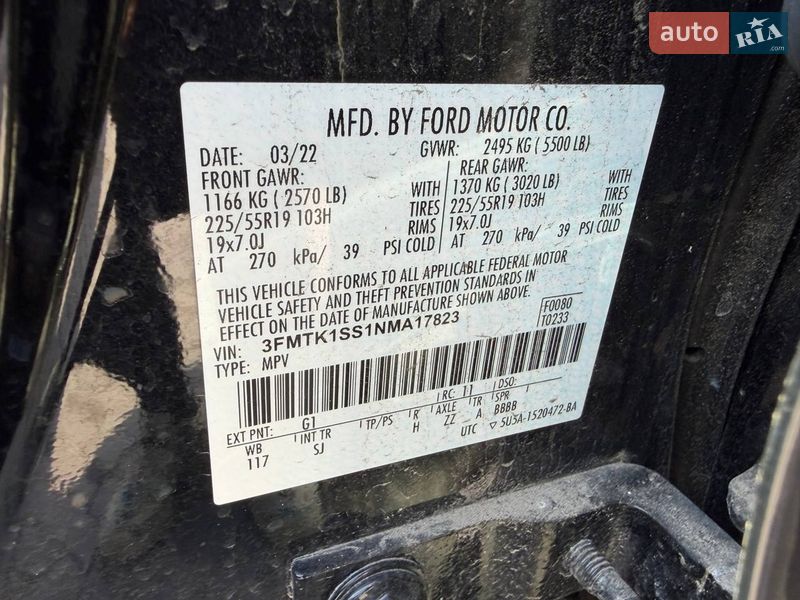 auto RIA .com
MFD. BY FORD MOTOR CO.
DATE: 03/22 GVWR: 2495 KG ( 5500 LB)
FRONT GAWR: REAR GAWR:
1166 KG ( 2570 LB) WITH 1370 KG ( 3020 LB) WITH
225/55R19 103H TIRES 225/55R19 103H TIRES
19x7.0J RIMS 19x7.0J RIMS
AT 270 kPa/ 39 PSI COLD AT 270 kPa/ 39 PSI COLD
THIS VEHICLE CONFORMS TO ALL APPLICABLE FEDERAL MOTOR
VEHICLE SAFETY AND THEFT PREVENTION STANDARDS IN
EFFECT ON THE DATE OF MANUFACTURE SHOWN ABOVE.
F0080
T0233
VIN: 3FMTK1SS1NMA17823
TYPE: MPV
EXT PNT: G1 RC: 11 DSO:
WB INT TR TP/PS R AXLE TR SPR
117 SJ H ZZ A BBBB
UTC ▽ 5U5A-1520472-BA